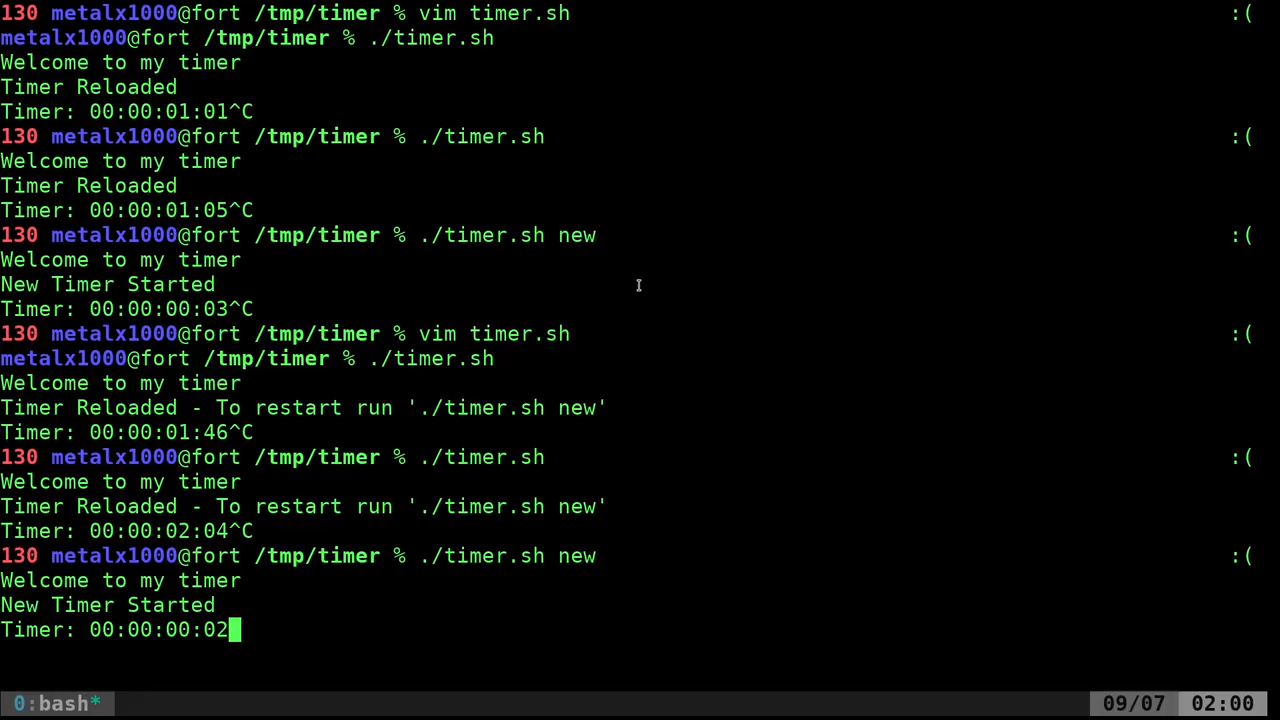 130 metalx1000@fort /tmp/timer % vim timer.sh :(
metalx1000@fort /tmp/timer % ./timer.sh
Welcome to my timer
Timer Reloaded
Timer: 00:00:01:01^C
130 metalx1000@fort /tmp/timer % ./timer.sh :(
Welcome to my timer
Timer Reloaded
Timer: 00:00:01:05^C
130 metalx1000@fort /tmp/timer % ./timer.sh new :(
Welcome to my timer
New Timer Started
Timer: 00:00:00:03^C
130 metalx1000@fort /tmp/timer % vim timer.sh :(
metalx1000@fort /tmp/timer % ./timer.sh
Welcome to my timer
Timer Reloaded - To restart run './timer.sh new'
Timer: 00:00:01:46^C
130 metalx1000@fort /tmp/timer % ./timer.sh :(
Welcome to my timer
Timer Reloaded - To restart run './timer.sh new'
Timer: 00:00:02:04^C
130 metalx1000@fort /tmp/timer % ./timer.sh new :(
Welcome to my timer
New Timer Started
Timer: 00:00:00:02
0:bash* 09/07 02:00